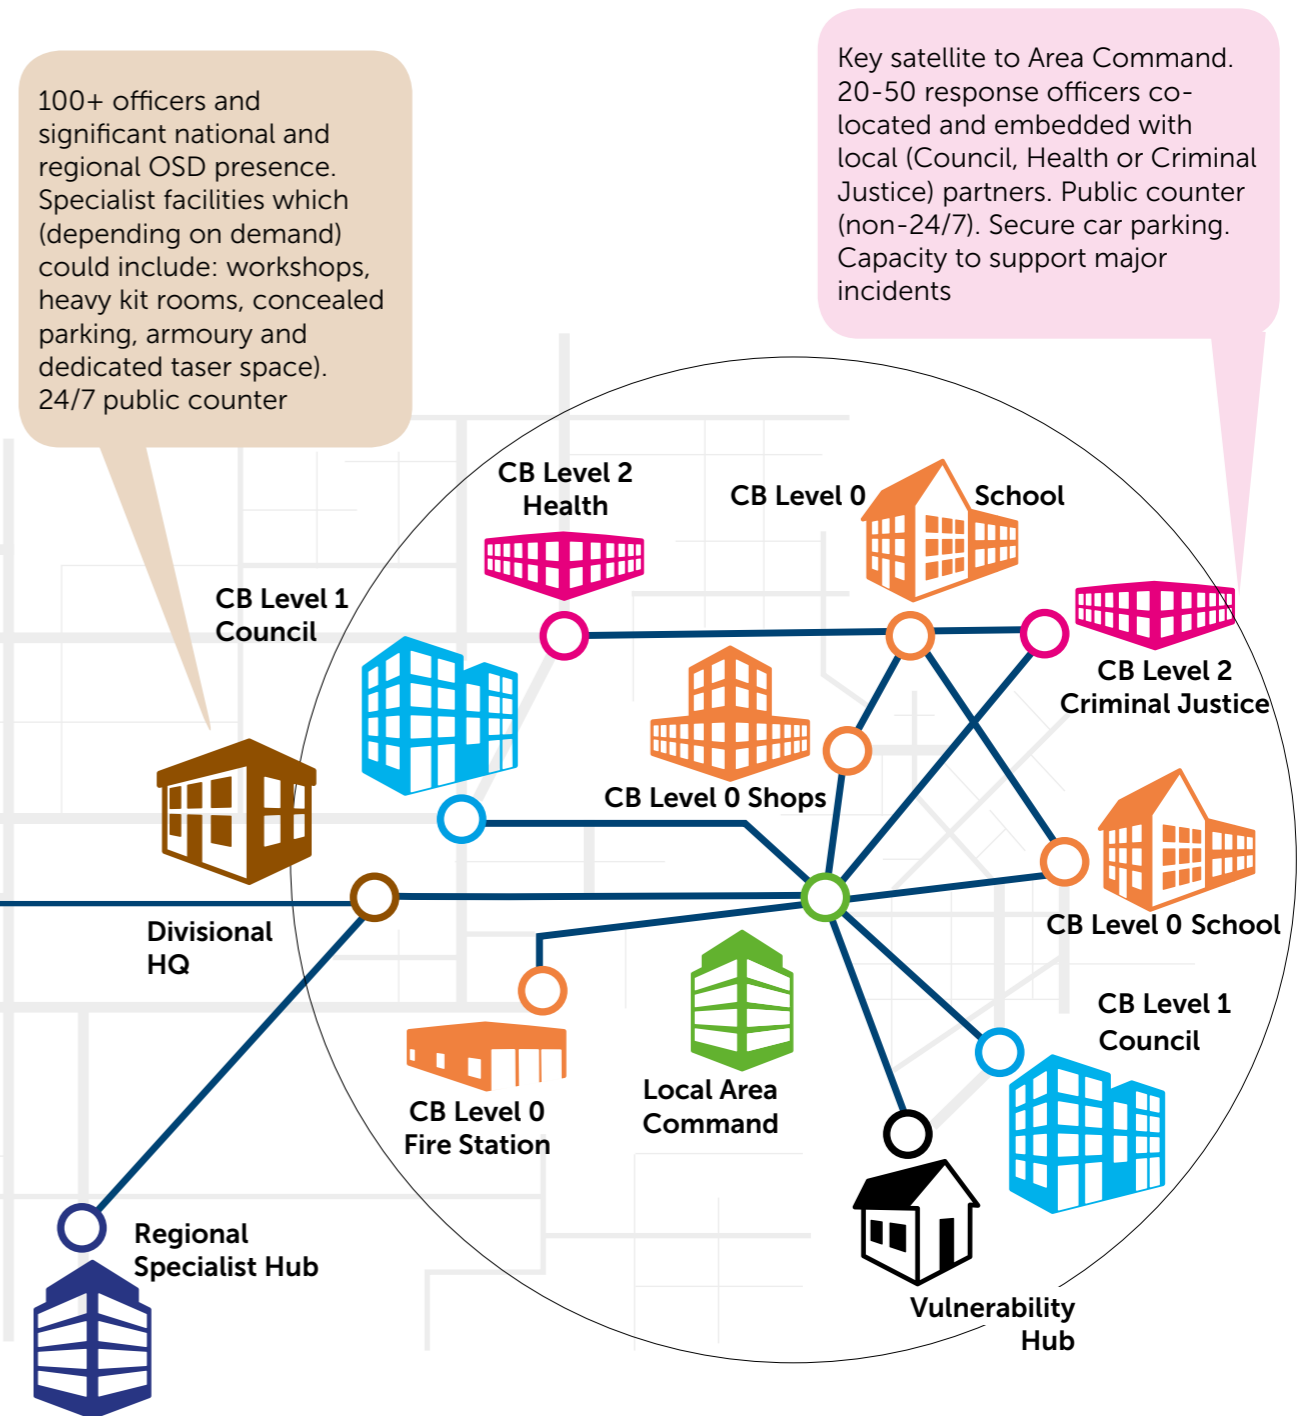 100+ officers and
significant national and
regional OSD presence.
Specialist facilities which
(depending on demand)
could include: workshops,
heavy kit rooms, concealed
parking, armoury and
dedicated taser space).
24/7 public counter
Key satellite to Area Command.
20-50 response officers co-
located and embedded with
local (Council, Health or Criminal
Justice) partners. Public counter
(non-24/7). Secure car parking.
Capacity to support major
incidents
CB Level 2
Health
CB Level 0 School
CB Level 1
Council
CB Level 2
Criminal Justice
CB Level 0 Shops
CB Level 0 School
Divisional
HQ
CB Level 1
Council
Local Area
Command
CB Level 0
Fire Station
Regional
Specialist Hub
Vulnerability
Hub